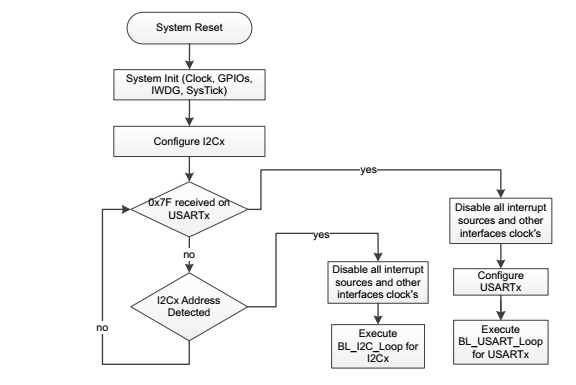 System Reset
System Init (Clock, GPIOs,
IWDG, SysTick)
Configure I2Cx
0x7F received on
USARTx
yes
Disable all interrupt
sources and other
interfaces clock's
no
yes
I2Cx Address
Detected
Disable all interrupt
sources and other
interfaces clock's
Configure
USARTx
no
Execute
BL_I2C_Loop for
I2Cx
Execute
BL_USART_Loop
for USARTx